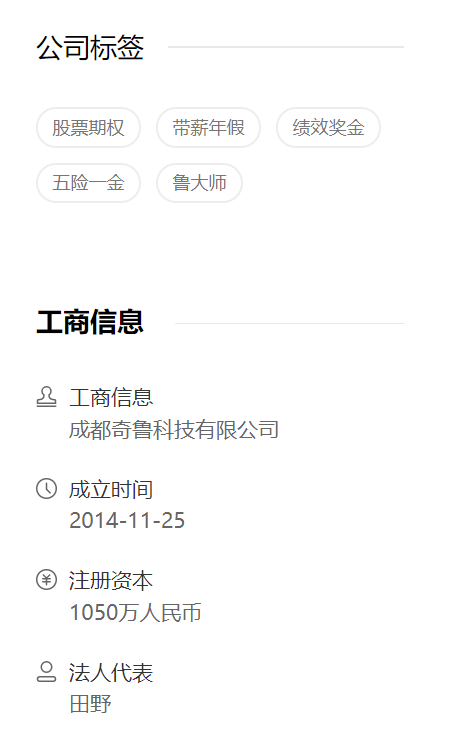 公司标签
股票期权 带薪年假 绩效奖金
五险一金 鲁大师
工商信息
工商信息
成都奇鲁科技有限公司
成立时间
2014-11-25
注册资本
1050万人民币
法人代表
田野